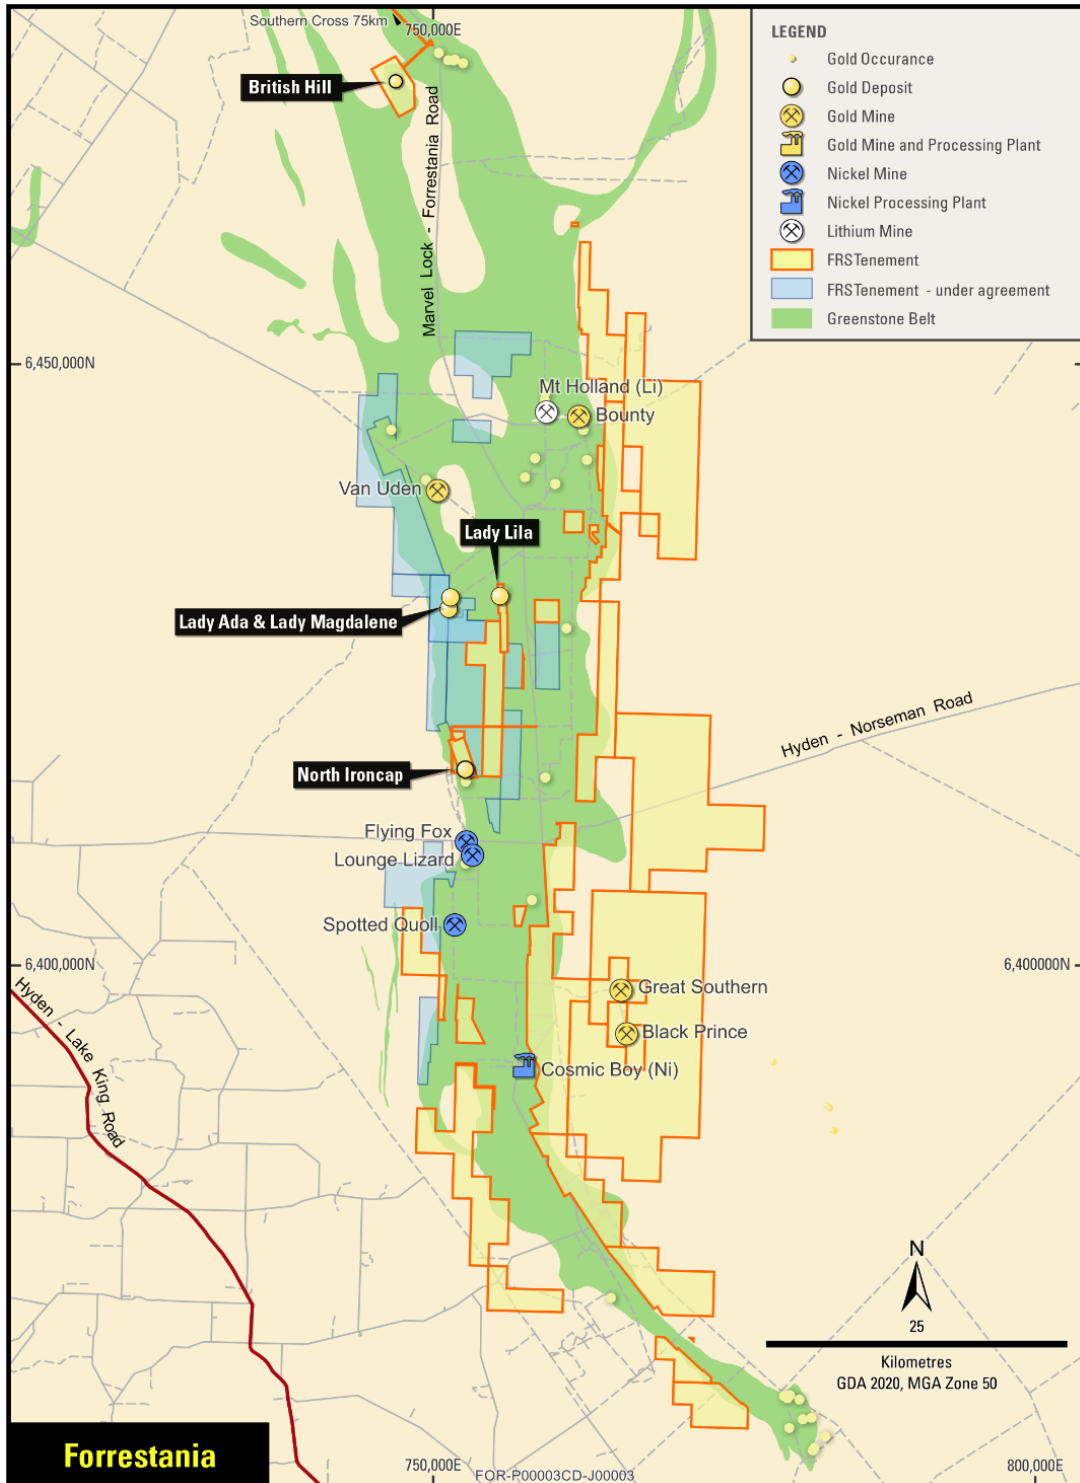 Southern Cross 75km
750,000E
British Hill
Marvel Lock - Forrestania Road
LEGEND
Gold Occurance
Gold Deposit
Gold Mine
Gold Mine and Processing Plant
Nickel Mine
Nickel Processing Plant
Lithium Mine
FRSTenement
FRSTenement - under agreement
Greenstone Belt
6,450,000N
Mt Holland (Li)
Bounty
Van Uden
Lady Lila
Lady Ada & Lady Magdalene
Hyden - Norseman Road
North Ironcap
Flying Fox
Lounge Lizard
Spotted Quoll
6,400,000N
6,400000N
Great Southern
Hyden - Lake King Road
Black Prince
Cosmic Boy (Ni)
N
25
Kilometres
GDA 2020, MGA Zone 50
Forrestania
750,000E
FOR-P00003CD-J00003
800,000E